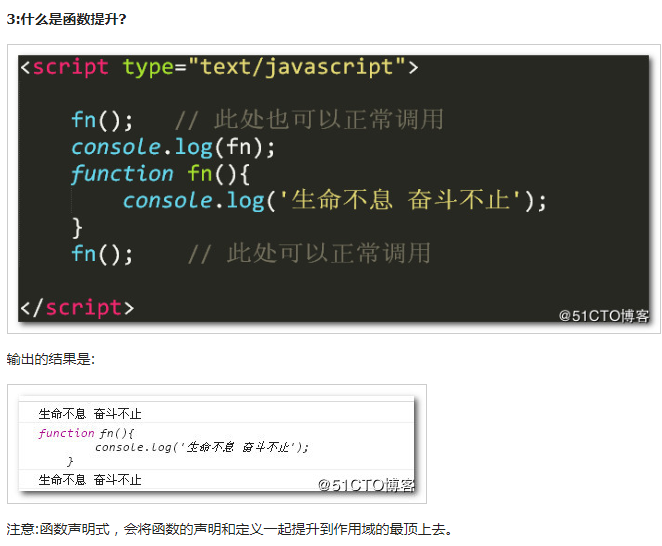 3:什么是函数提升?
<script type="text/javascript">
fn();   // 此处也可以正常调用
console.log(fn);
function fn(){
console.log('生命不息 奋斗不止');
}
fn();    // 此处可以正常调用
</script>
@51CTO博客
输出的结果是:
生命不息 奋斗不止
function fn(){
console.log('生命不息 奋斗不止');
}
生命不息 奋斗不止
@51CTO博客
注意:函数声明式，会将函数的声明和定义一起提升到作用域的最顶上去。